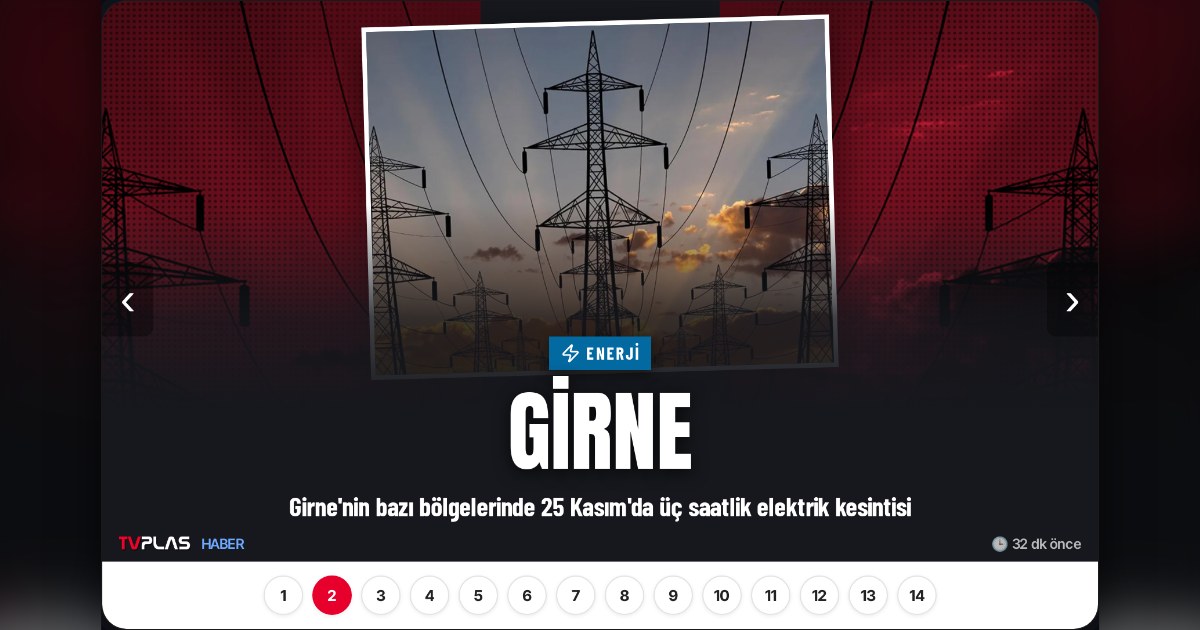 ENERJİ
GİRNE
Girne'nin bazı bölgelerinde 25 Kasım'da üç saatlik elektrik kesintisi
TVPLAS HABER
32 dk önce
1 2 3 4 5 6 7 8 9 10 11 12 13 14